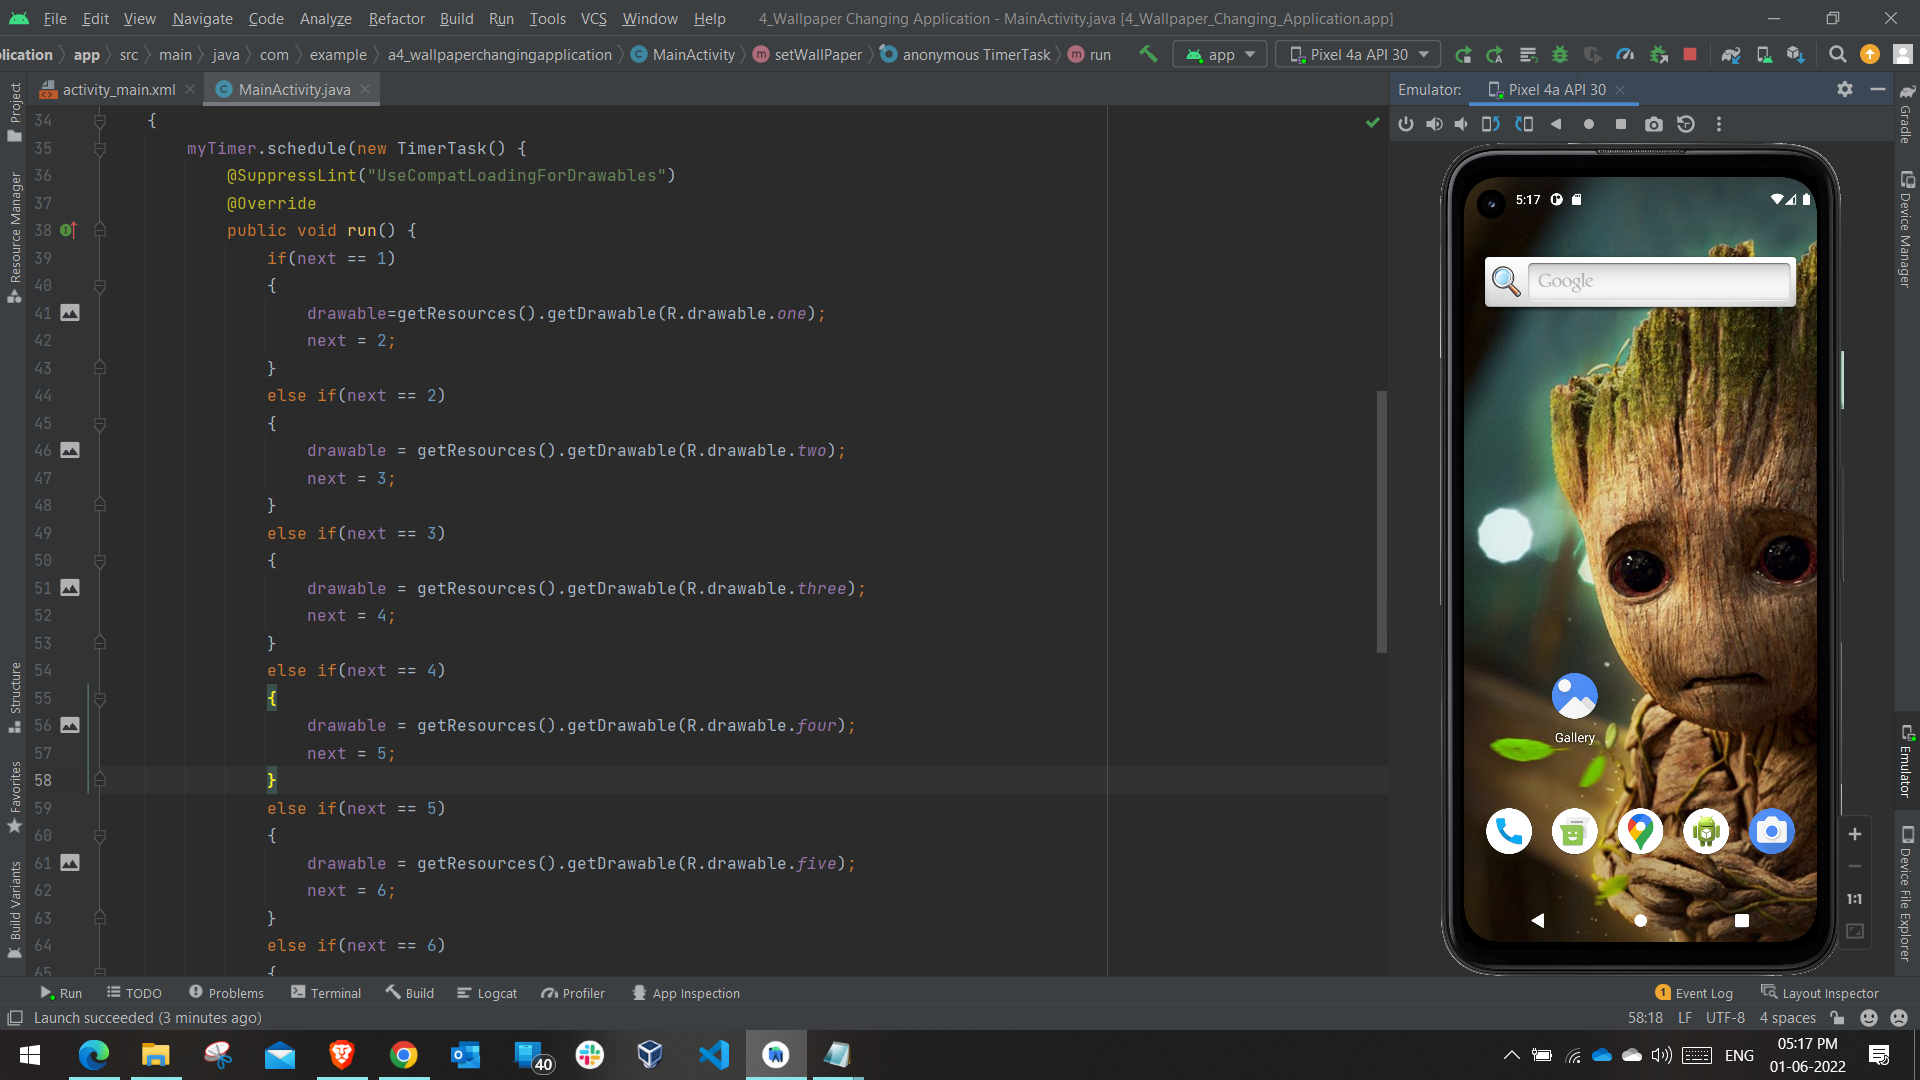 File Edit View Navigate Code Analyze Refactor Build Run Tools VCS Window Help 4_Wallpaper Changing Application - MainActivity.java [4_Wallpaper_Changing_Application.app]
plication app src main java com example a4_wallpaperchangingapplication MainActivity setWallPaper anonymous TimerTask run app Pixel 4a API 30
activity_main.xml MainActivity.java
Emulator: Pixel 4a API 30
Project
Resource Manager
Structure
Favorites
Build Variants
34 {
35 myTimer.schedule(new TimerTask() {
36 @SuppressLint("UseCompatLoadingForDrawables")
37 @Override
38 public void run() {
39 if(next == 1)
40 {
41 drawable=getResources().getDrawable(R.drawable.one);
42 next = 2;
43 }
44 else if(next == 2)
45 {
46 drawable = getResources().getDrawable(R.drawable.two);
47 next = 3;
48 }
49 else if(next == 3)
50 {
51 drawable = getResources().getDrawable(R.drawable.three);
52 next = 4;
53 }
54 else if(next == 4)
55 {
56 drawable = getResources().getDrawable(R.drawable.four);
57 next = 5;
58 }
59 else if(next == 5)
60 {
61 drawable = getResources().getDrawable(R.drawable.five);
62 next = 6;
63 }
64 else if(next == 6)
65 {
5:17
Google
Gallery
1:1
Gradle
Device Manager
Emulator
Device File Explorer
Run TODO Problems Terminal Build Logcat Profiler App Inspection 1 Event Log Layout Inspector
Launch succeeded (3 minutes ago) 58:18 LF UTF-8 4 spaces
40
ENG
05:17 PM
01-06-2022